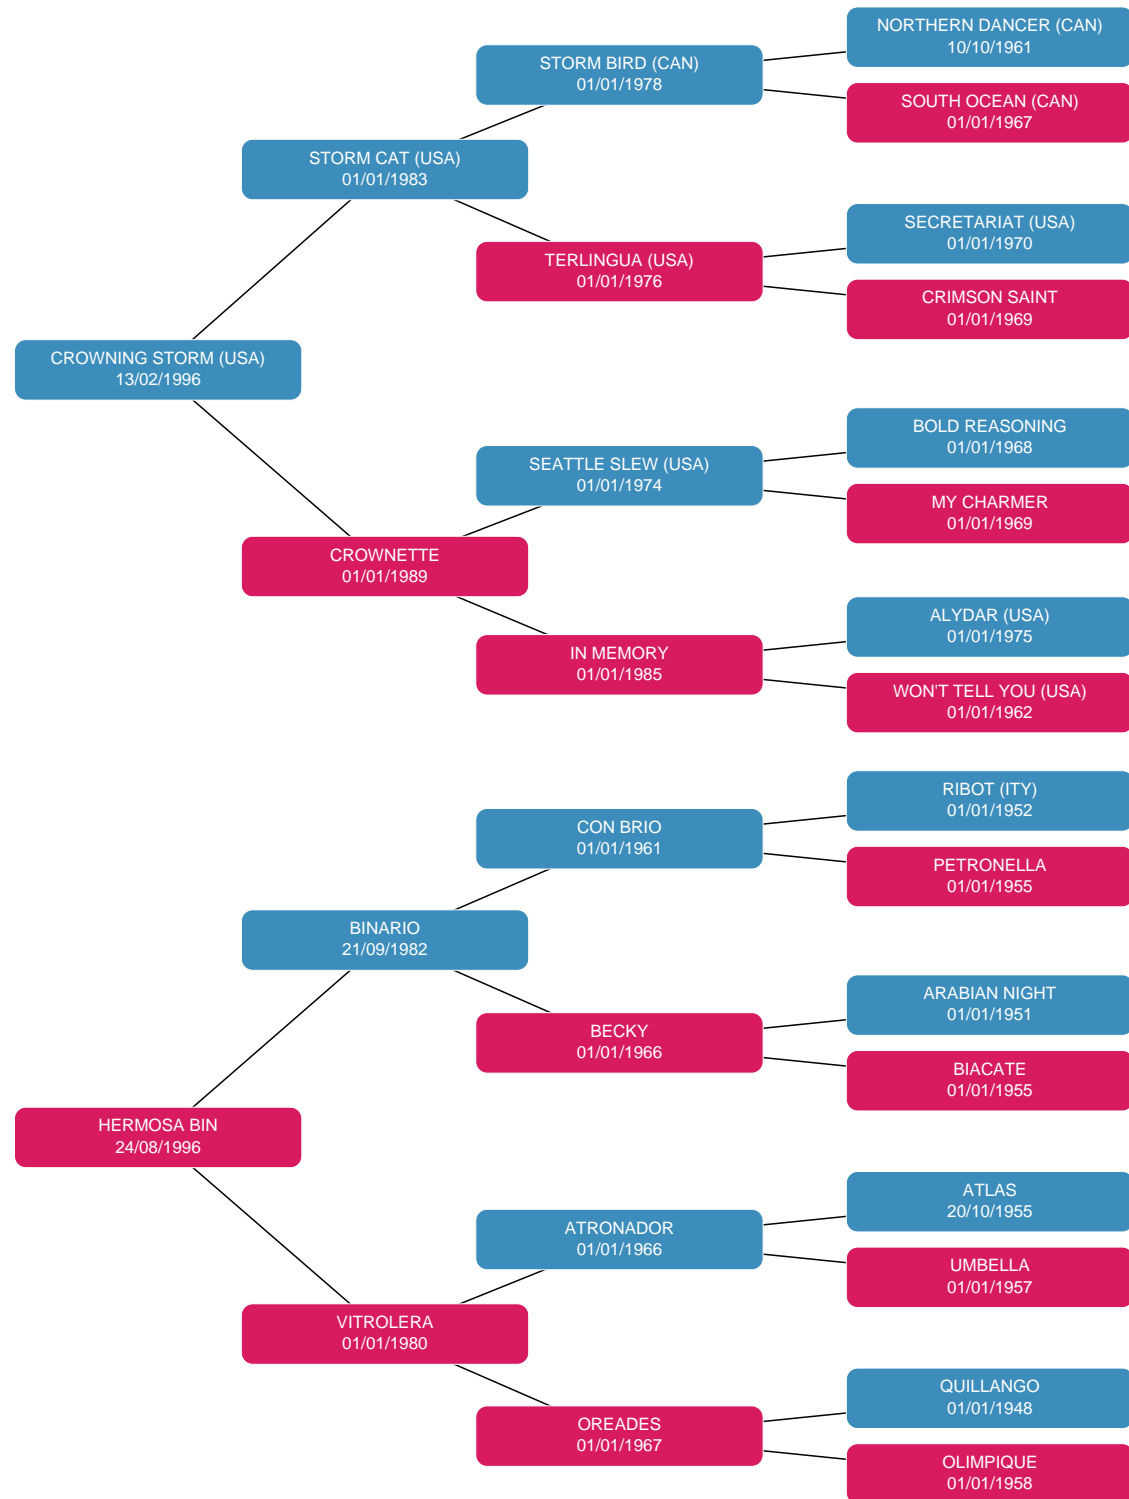 NORTHERN DANCER (CAN)
10/10/1961
STORM BIRD (CAN)
01/01/1978
SOUTH OCEAN (CAN)
01/01/1967
STORM CAT (USA)
01/01/1983
SECRETARIAT (USA)
01/01/1970
TERLINGUA (USA)
01/01/1976
CRIMSON SAINT
01/01/1969
CROWNING STORM (USA)
13/02/1996
BOLD REASONING
01/01/1968
SEATTLE SLEW (USA)
01/01/1974
MY CHARMER
01/01/1969
CROWNETTE
01/01/1989
ALYDAR (USA)
01/01/1975
IN MEMORY
01/01/1985
WON'T TELL YOU (USA)
01/01/1962
RIBOT (ITY)
01/01/1952
CON BRIO
01/01/1961
PETRONELLA
01/01/1955
BINARIO
21/09/1982
ARABIAN NIGHT
01/01/1951
BECKY
01/01/1966
BIACATE
01/01/1955
HERMOSA BIN
24/08/1996
ATLAS
20/10/1955
ATRONADOR
01/01/1966
UMBELLA
01/01/1957
VITROLERA
01/01/1980
QUILLANGO
01/01/1948
OREADES
01/01/1967
OLIMPIQUE
01/01/1958